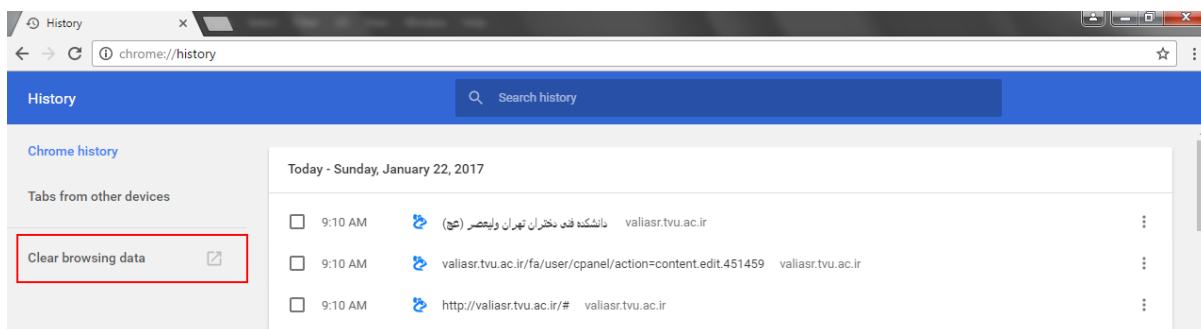 History
chrome://history
History
Search history
Chrome history
Tabs from other devices
Clear browsing data
Today - Sunday, January 22, 2017
9:10 AM دانشکده فنی دختران تهران ولیعصر (عج) valiasr.tvu.ac.ir
9:10 AM valiasr.tvu.ac.ir/fa/user/cpanel/action=content.edit.451459 valiasr.tvu.ac.ir
9:10 AM http://valiasr.tvu.ac.ir/# valiasr.tvu.ac.ir